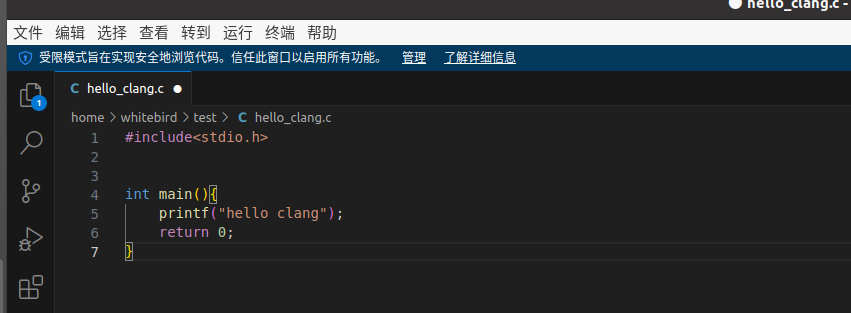 ● hello_clang.c -
文件 编辑 选择 查看 转到 运行 终端 帮助
受限模式旨在实现安全地浏览代码。信任此窗口以启用所有功能。 管理 了解详细信息
C hello_clang.c ●
1
home > whitebird > test > C hello_clang.c
1 #include<stdio.h>
2
3
4 int main(){
5     printf("hello clang");
6     return 0;
7 }